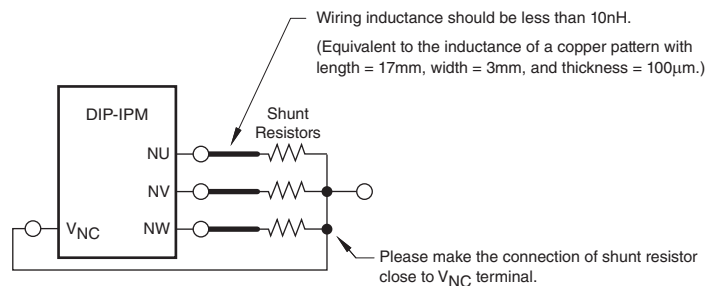 Wiring inductance should be less than 10nH.
(Equivalent to the inductance of a copper pattern with
length = 17mm, width = 3mm, and thickness = 100μm.)
DIP-IPM
Shunt
Resistors
NU
NV
VNC
NW
Please make the connection of shunt resistor
close to VNC terminal.